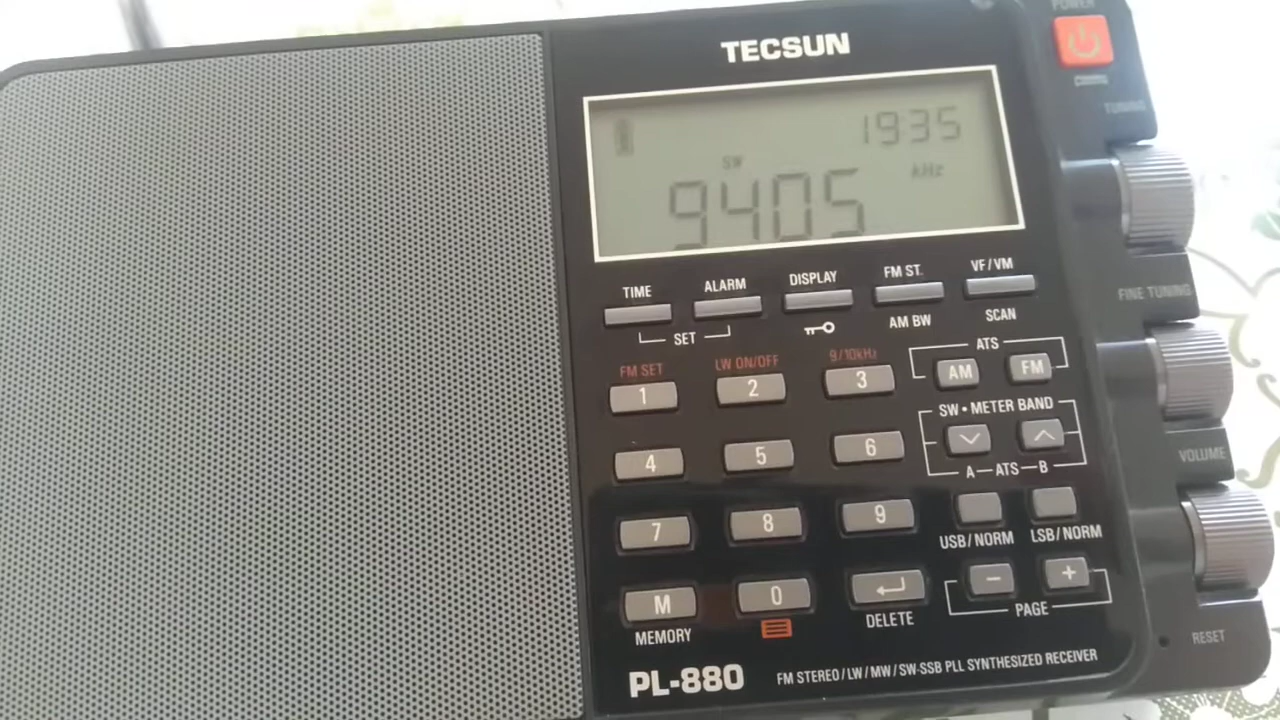 TECSUN
POWER
TUNING
1935
SW
kHz
9405
FINE TUNING
TIME
ALARM
DISPLAY
FM ST.
VF/VM
SET
AM BW
SCAN
FM SET
LW ON/OFF
9/10kHz
ATS
1
2
3
AM
FM
SW•METER BAND
4
5
6
A—ATS—B
VOLUME
7
8
9
USB/NORM
LSB/NORM
M
0
−
+
MEMORY
DELETE
PAGE
RESET
PL-880
FM STEREO/LW/MW/SW-SSB PLL SYNTHESIZED RECEIVER